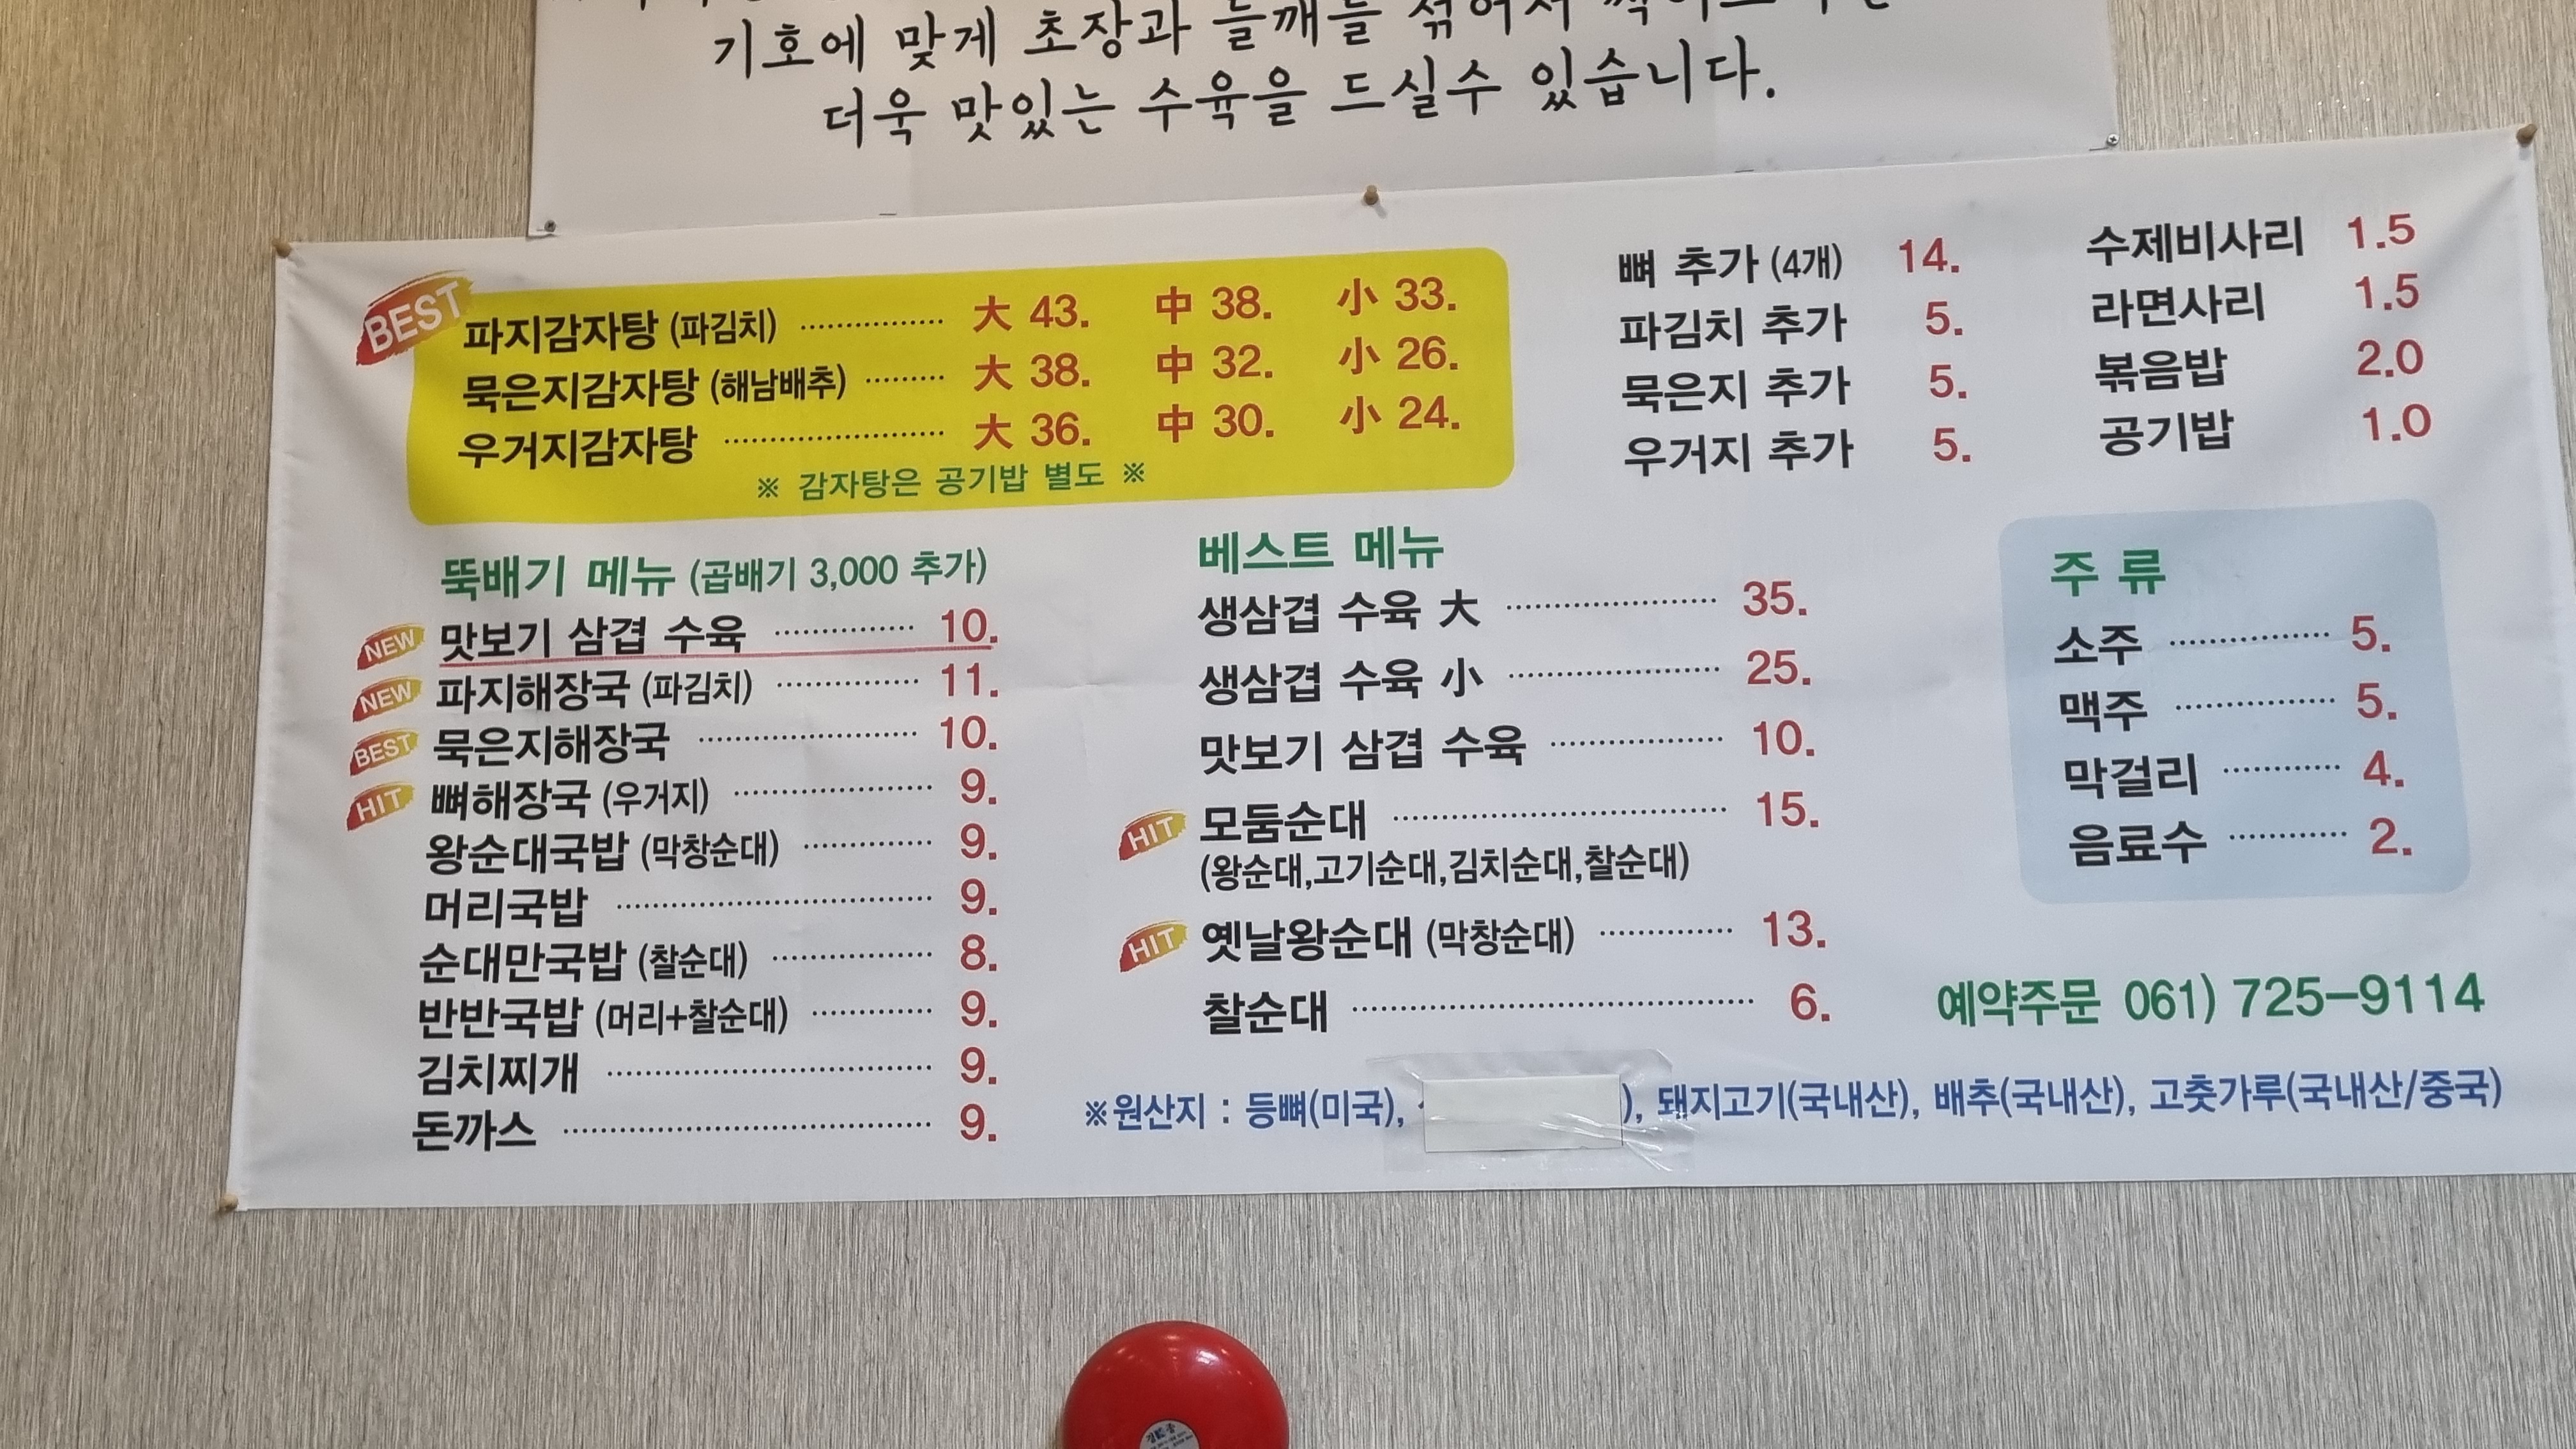 기호에 맞게 초장과 들깨를 섞어서
더욱 맛있는 수육을 드실수 있습니다.
BEST
파지감자탕 (파김치) 大 43. 中 38. 小 33.
묵은지감자탕 (해남배추) 大 38. 中 32. 小 26.
우거지감자탕 大 36. 中 30. 小 24.
※ 감자탕은 공기밥 별도 ※
뼈 추가 (4개) 14.
파김치 추가 5.
묵은지 추가 5.
우거지 추가 5.
수제비사리 1.5
라면사리 1.5
볶음밥 2.0
공기밥 1.0
뚝배기 메뉴 (곱배기 3,000 추가)
NEW 맛보기 삼겹 수육 10.
NEW 파지해장국 (파김치) 11.
BEST 묵은지해장국 10.
HIT 뼈해장국 (우거지) 9.
왕순대국밥 (막창순대) 9.
머리국밥 9.
순대만국밥 (찰순대) 8.
반반국밥 (머리+찰순대) 9.
김치찌개 9.
돈까스 9.
베스트 메뉴
생삼겹 수육 大 35.
생삼겹 수육 小 25.
맛보기 삼겹 수육 10.
HIT 모둠순대 15.
(왕순대,고기순대,김치순대,찰순대)
HIT 옛날왕순대 (막창순대) 13.
찰순대 6.
주 류
소주 5.
맥주 5.
막걸리 4.
음료수 2.
예약주문 061) 725-9114
※원산지 : 등뼈(미국), ), 돼지고기(국내산), 배추(국내산), 고춧가루(국내산/중국)